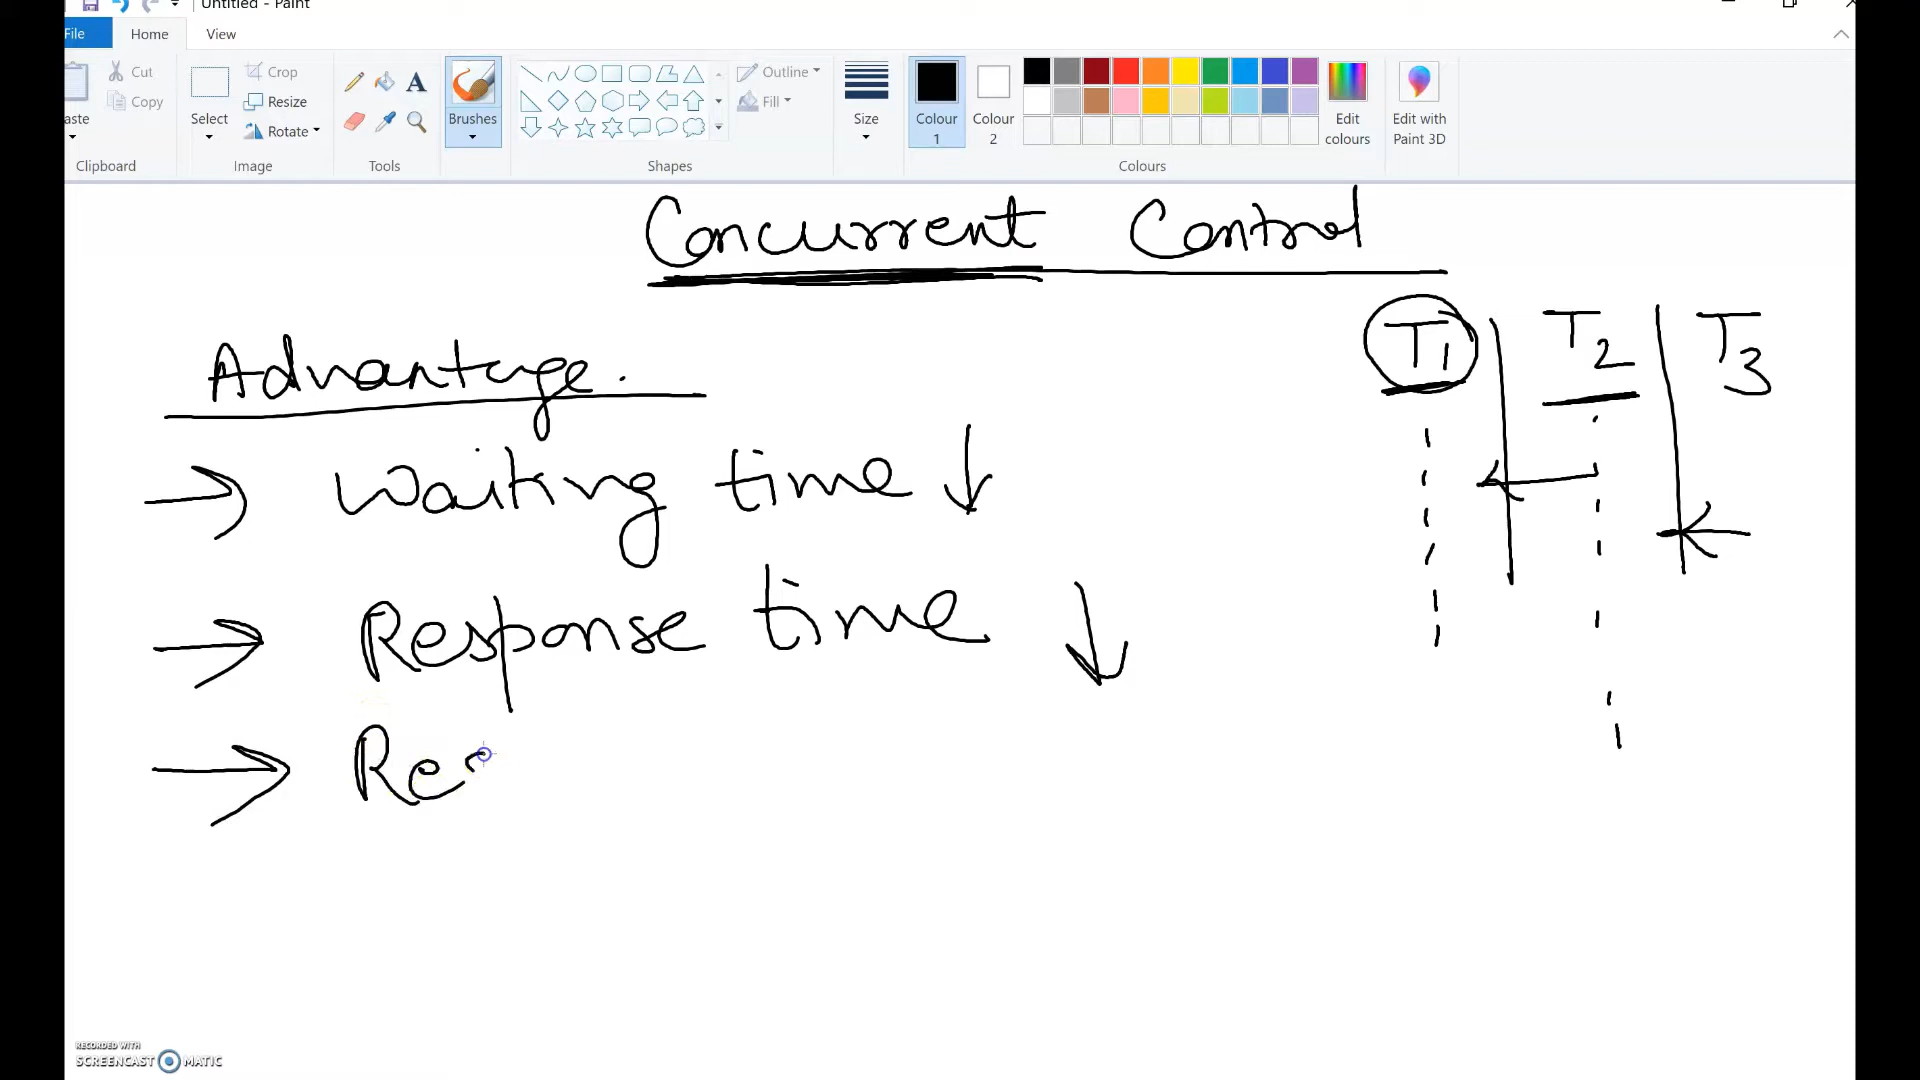 Untitled - Paint
File Home View
Cut
Copy
aste
Clipboard
Select
Crop
Resize
Rotate
Image
Tools
Brushes
Shapes
Outline
Fill
Size
Colour 1
Colour 2
Colours
Edit colours
Edit with Paint 3D
Concurrent Control
Advantage.
→ Waiting time ↓
→ Response time ↓
→ Re
T1 T2 T3
RECORDED WITH
SCREENCAST MATIC